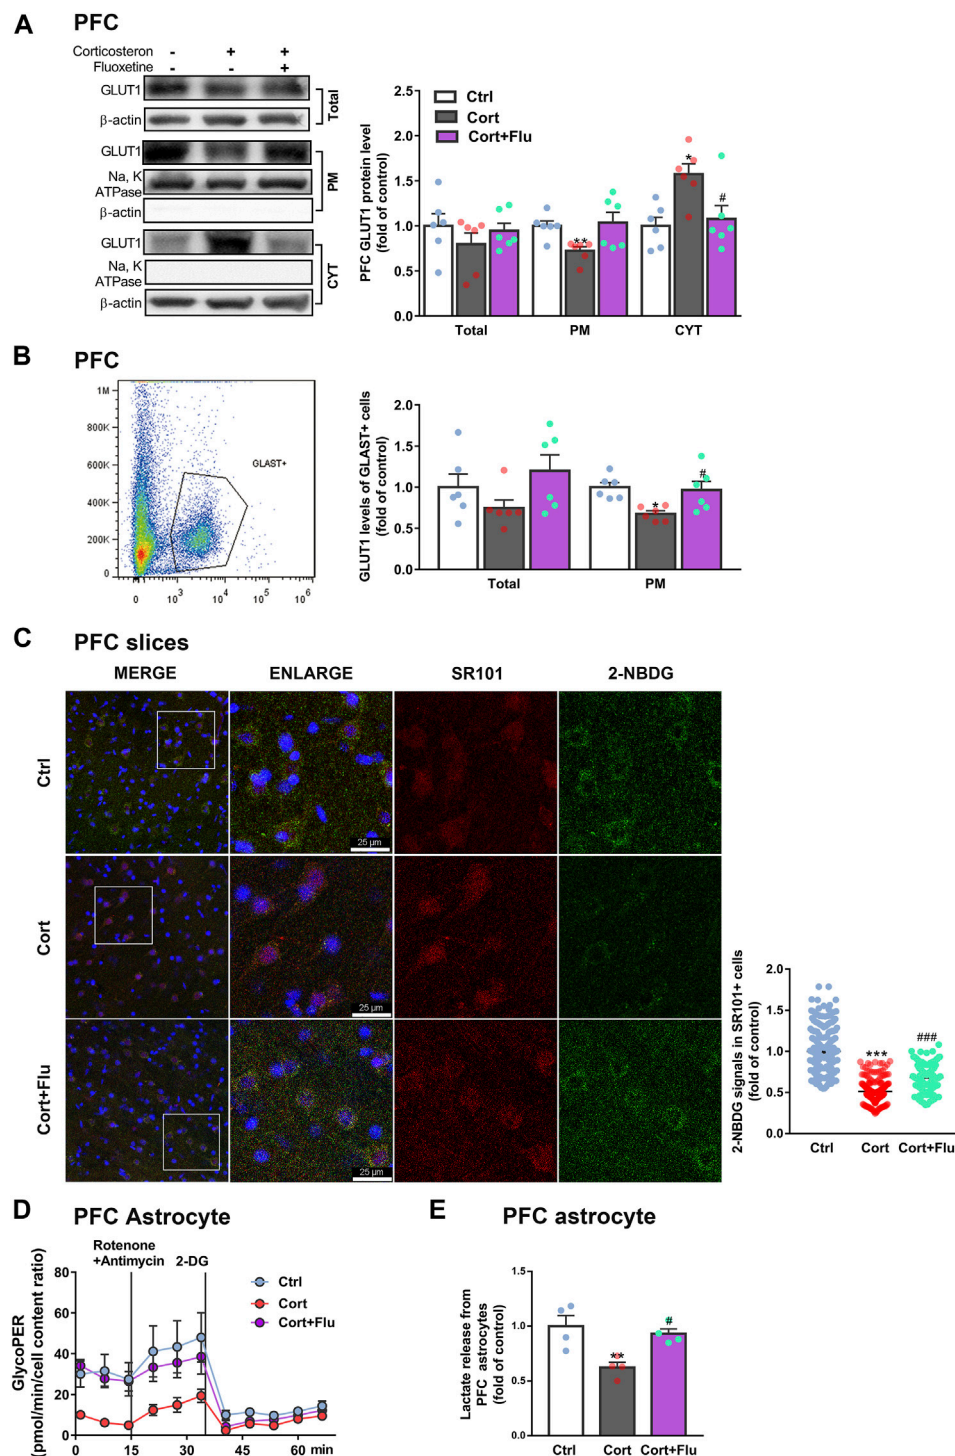 A PFC
Corticosteron - + +
Fluoxetine - - +
GLUT1
β-actin
Total
GLUT1
Na, K
ATPase
β-actin
PM
GLUT1
Na, K
ATPase
β-actin
CYT
PFC GLUT1 protein level
(fold of control)
2.5
2.0
1.5
1.0
0.5
0.0
Ctrl
Cort
Cort+Flu
**
*
#
Total PM CYT
B PFC
1M
800K
600K
400K
200K
0
GLAST+
0 10³ 10⁴ 10⁵ 10⁶
GLUT1 levels of GLAST+ cells
(fold of control)
2.0
1.5
1.0
0.5
0.0
*
#
Total PM
C PFC slices
MERGE ENLARGE SR101 2-NBDG
Ctrl
25 µm
Cort
25 µm
Cort+Flu
25 µm
2-NBDG signals in SR101+ cells
(fold of control)
2.0
1.5
1.0
0.5
0.0
***
###
Ctrl Cort Cort+Flu
D PFC Astrocyte
GlycoPER
(pmol/min/cell content ratio)
80
60
40
20
0
Rotenone
+Antimycin
2-DG
Ctrl
Cort
Cort+Flu
0 15 30 45 60 min
E PFC astrocyte
Lactate release from
PFC astrocytes
(fold of control)
1.5
1.0
0.5
0.0
**
#
Ctrl Cort Cort+Flu